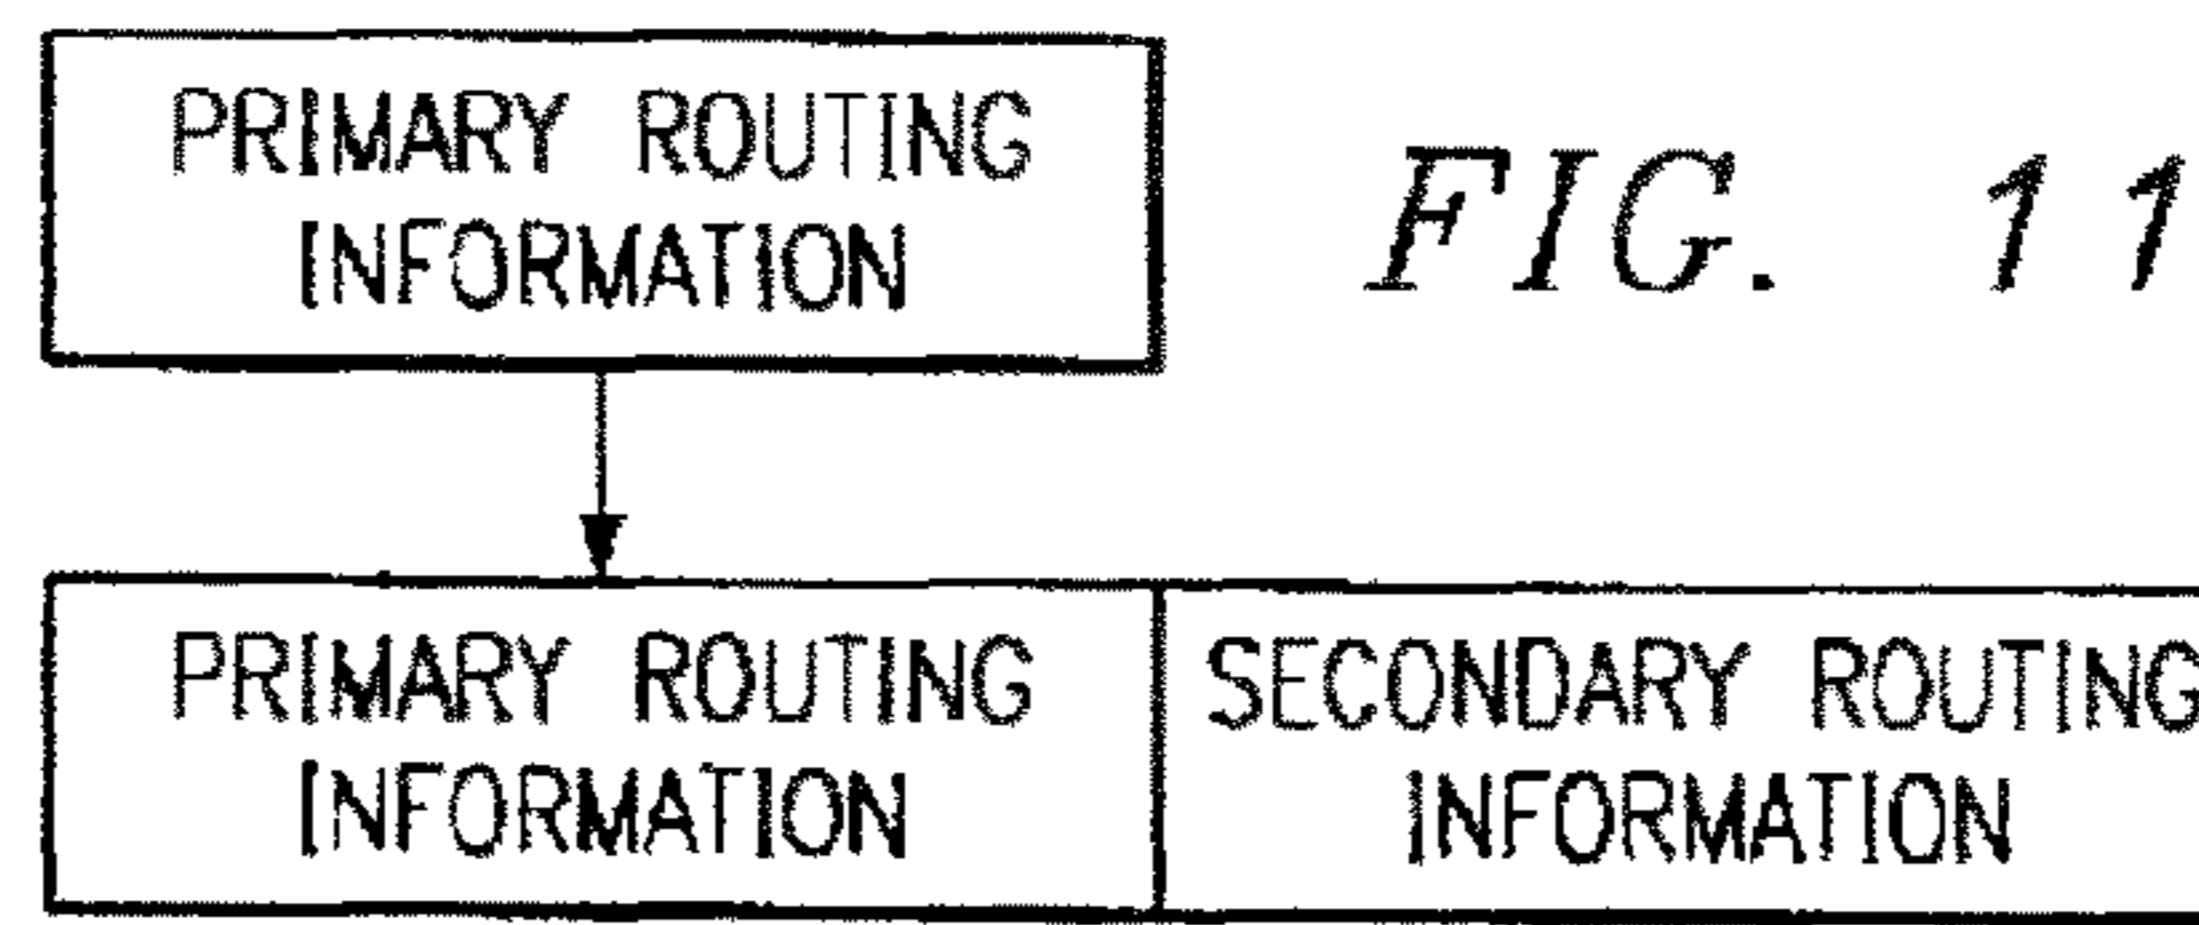 PRIMARY ROUTING
INFORMATION
FIG. 11
PRIMARY ROUTING
INFORMATION
SECONDARY ROUTING
INFORMATION